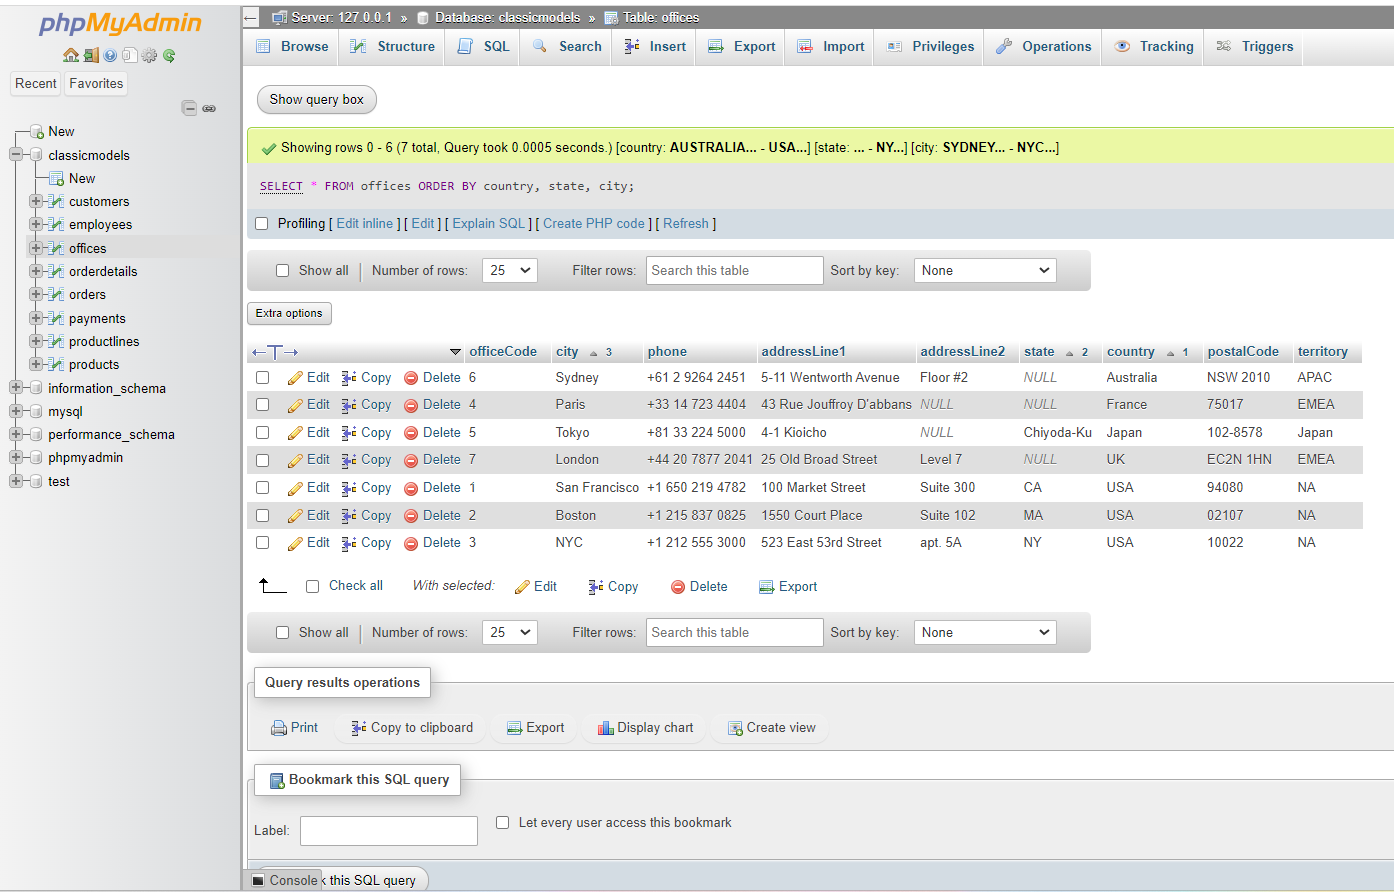 phpMyAdmin
Recent Favorites
New
classicmodels
New
customers
employees
offices
orderdetails
orders
payments
productlines
products
information_schema
mysql
performance_schema
phpmyadmin
test
Server: 127.0.0.1 » Database: classicmodels » Table: offices
Browse Structure SQL Search Insert Export Import Privileges Operations Tracking Triggers
Show query box
Showing rows 0 - 6 (7 total, Query took 0.0005 seconds.) [country: AUSTRALIA... - USA...] [state: ... - NY...] [city: SYDNEY... - NYC...]
SELECT * FROM offices ORDER BY country, state, city;
Profiling [ Edit inline ] [ Edit ] [ Explain SQL ] [ Create PHP code ] [ Refresh ]
Show all Number of rows: 25 Filter rows: Search this table Sort by key: None
Extra options
officeCode city 3 phone addressLine1 addressLine2 state 2 country 1 postalCode territory
Edit Copy Delete 6 Sydney +61 2 9264 2451 5-11 Wentworth Avenue Floor #2 NULL Australia NSW 2010 APAC
Edit Copy Delete 4 Paris +33 14 723 4404 43 Rue Jouffroy D'abbans NULL NULL France 75017 EMEA
Edit Copy Delete 5 Tokyo +81 33 224 5000 4-1 Kioicho NULL Chiyoda-Ku Japan 102-8578 Japan
Edit Copy Delete 7 London +44 20 7877 2041 25 Old Broad Street Level 7 NULL UK EC2N 1HN EMEA
Edit Copy Delete 1 San Francisco +1 650 219 4782 100 Market Street Suite 300 CA USA 94080 NA
Edit Copy Delete 2 Boston +1 215 837 0825 1550 Court Place Suite 102 MA USA 02107 NA
Edit Copy Delete 3 NYC +1 212 555 3000 523 East 53rd Street apt. 5A NY USA 10022 NA
Check all With selected: Edit Copy Delete Export
Show all Number of rows: 25 Filter rows: Search this table Sort by key: None
Query results operations
Print Copy to clipboard Export Display chart Create view
Bookmark this SQL query
Label: Let every user access this bookmark
Console k this SQL query